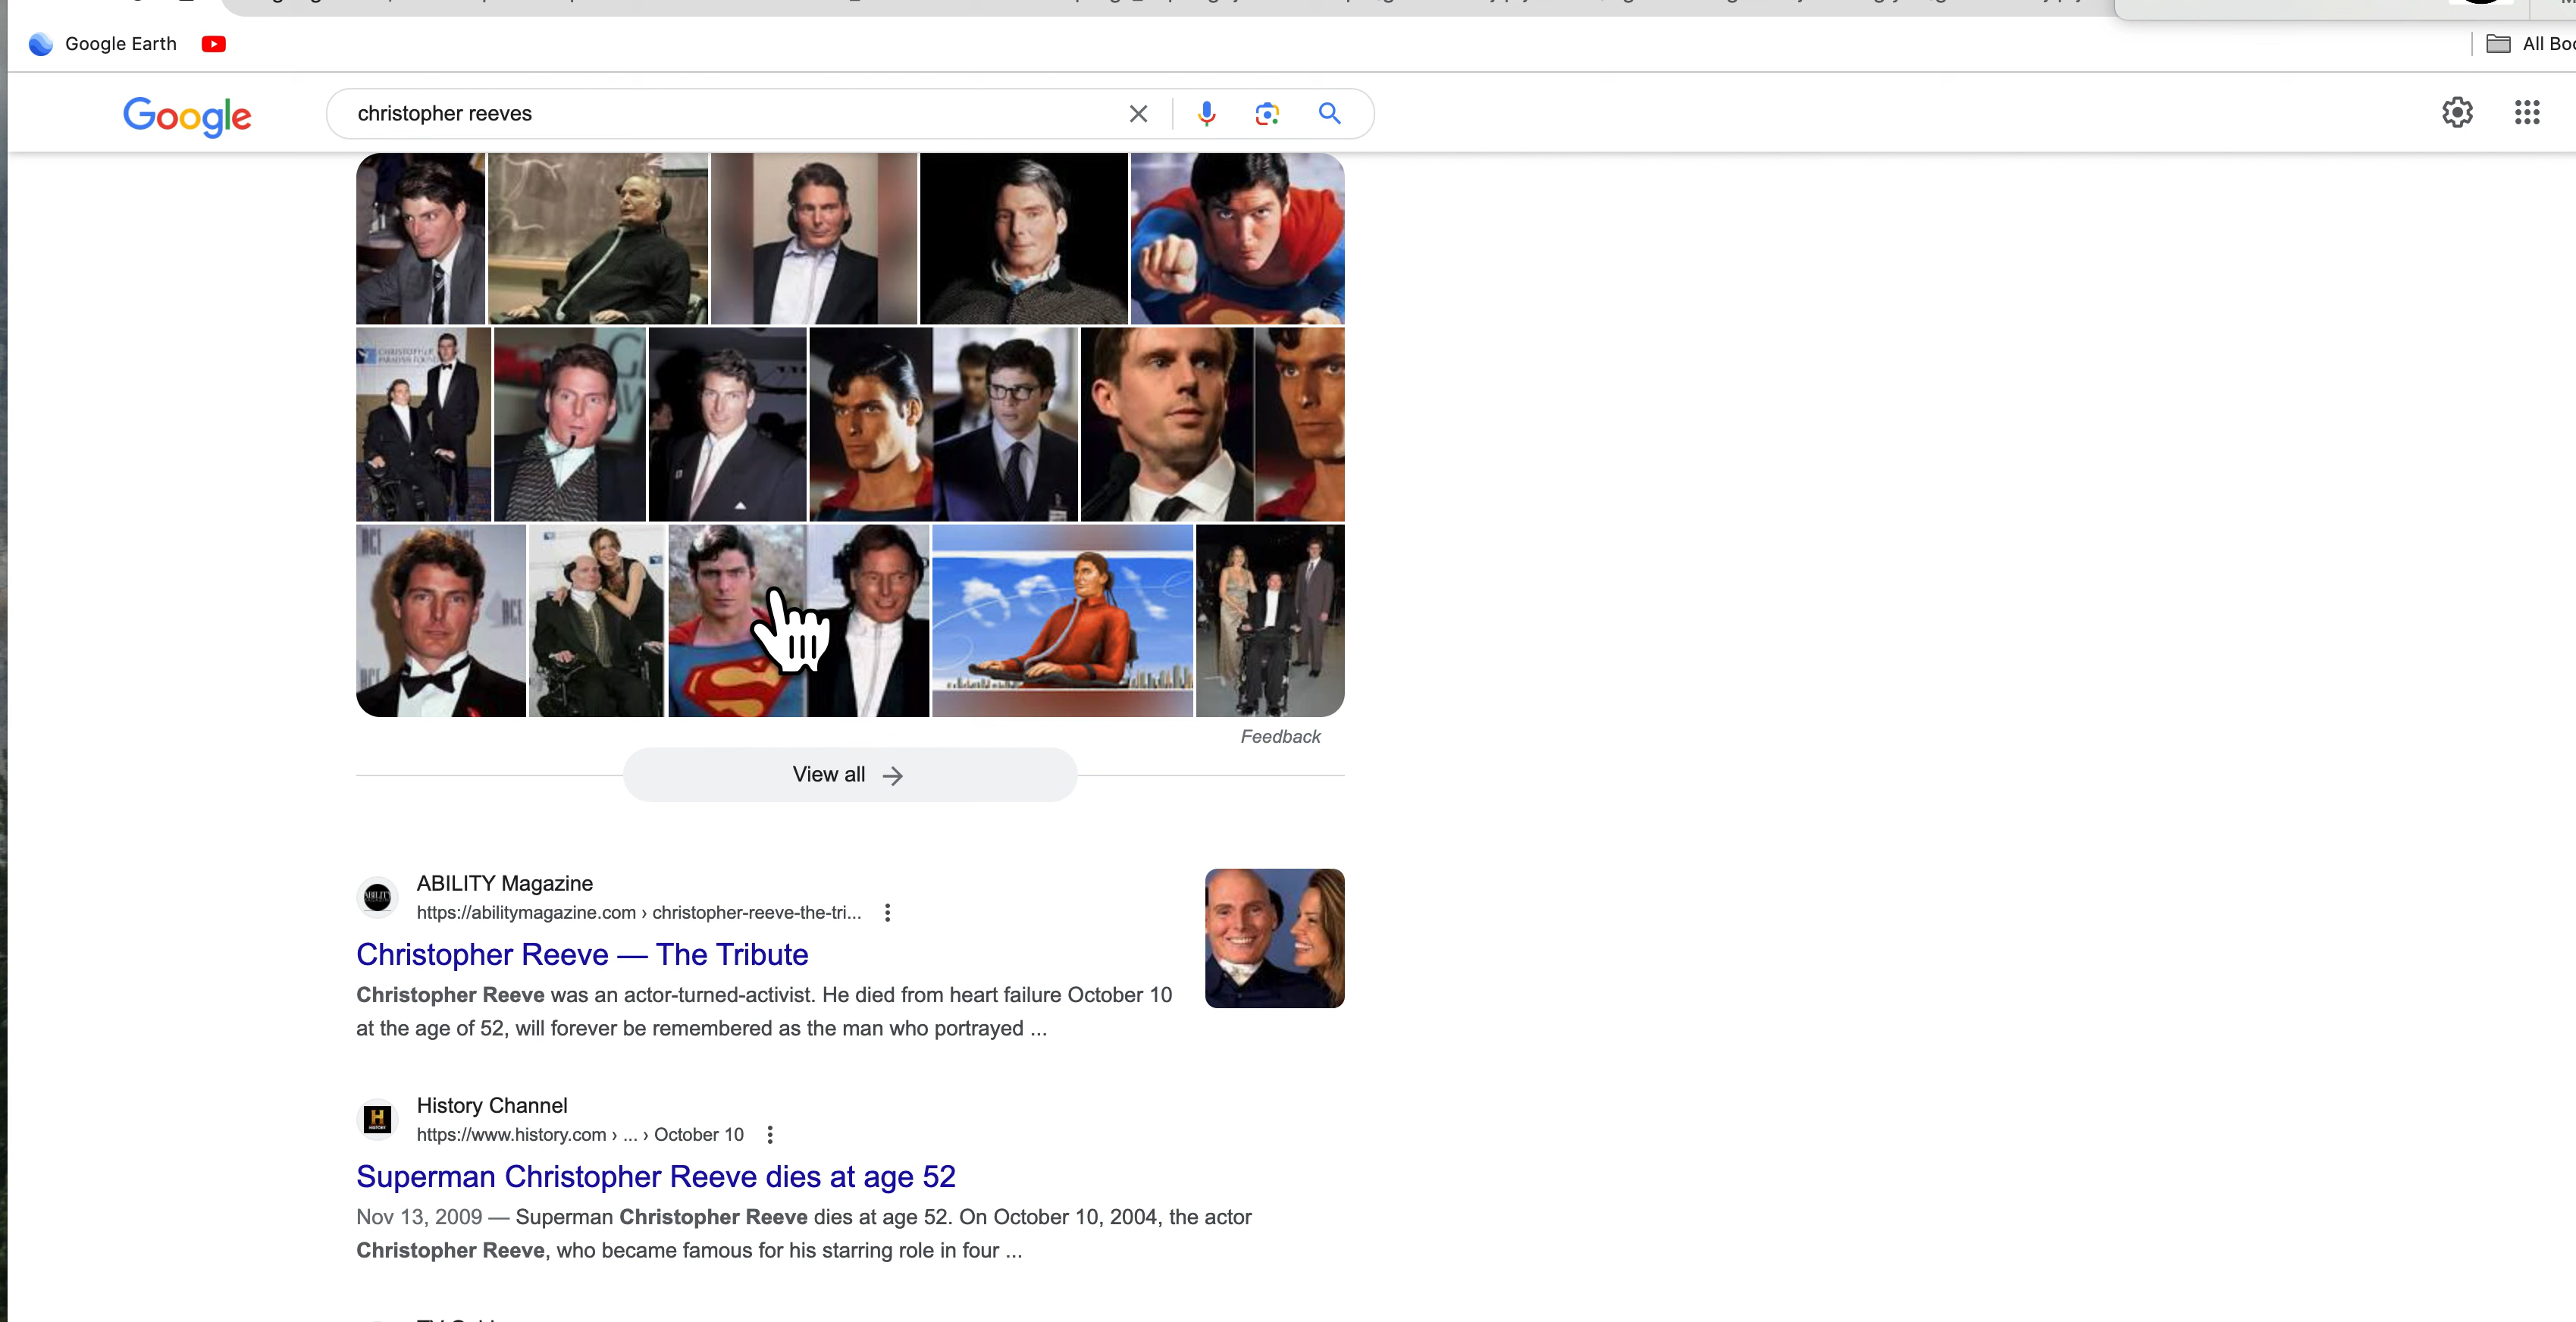 Google Earth
All Boo
Google
christopher reeves
Feedback
View all
ABILITY Magazine
https://abilitymagazine.com › christopher-reeve-the-tri...
Christopher Reeve — The Tribute
Christopher Reeve was an actor-turned-activist. He died from heart failure October 10
at the age of 52, will forever be remembered as the man who portrayed ...
History Channel
https://www.history.com › ... › October 10
Superman Christopher Reeve dies at age 52
Nov 13, 2009 — Superman Christopher Reeve dies at age 52. On October 10, 2004, the actor
Christopher Reeve, who became famous for his starring role in four ...